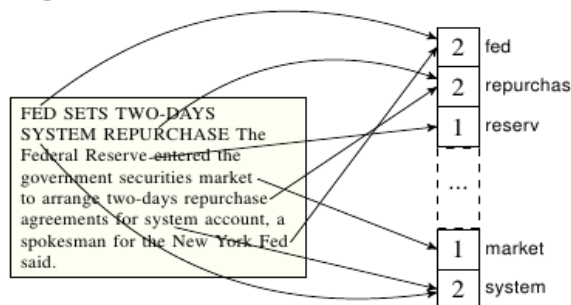 FED SETS TWO-DAYS
SYSTEM REPURCHASE The
Federal Reserve entered the
government securities market
to arrange two-days repurchase
agreements for system account, a
spokesman for the New York Fed
said.
2 fed
2 repurchas
1 reserv
...
1 market
2 system